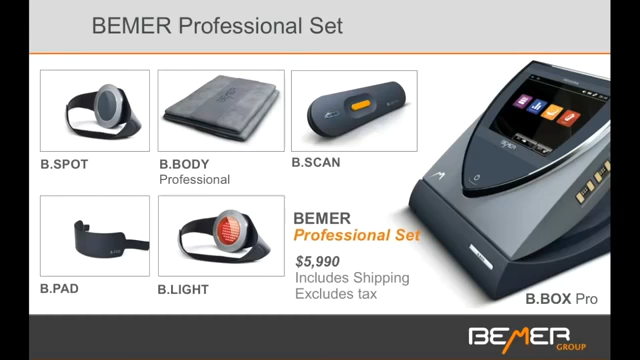 BEMER Professional Set
B.SPOT
B.BODY
Professional
B.SCAN
B.PAD
B.LIGHT
BEMER
Professional Set
$5,990
Includes Shipping
Excludes tax
BEMER
B.BOX Pro
BEMER
GROUP